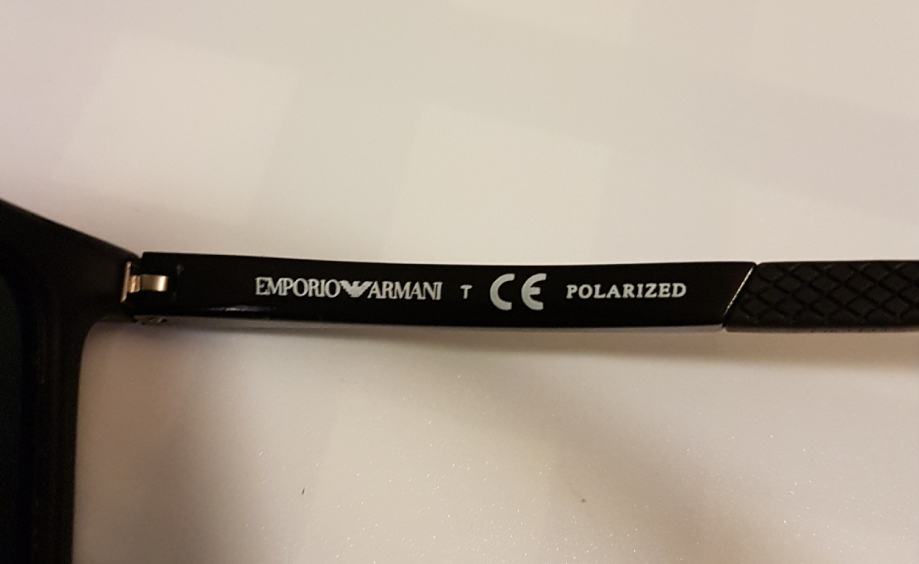 EMPORIO ARMANI T CE POLARIZED